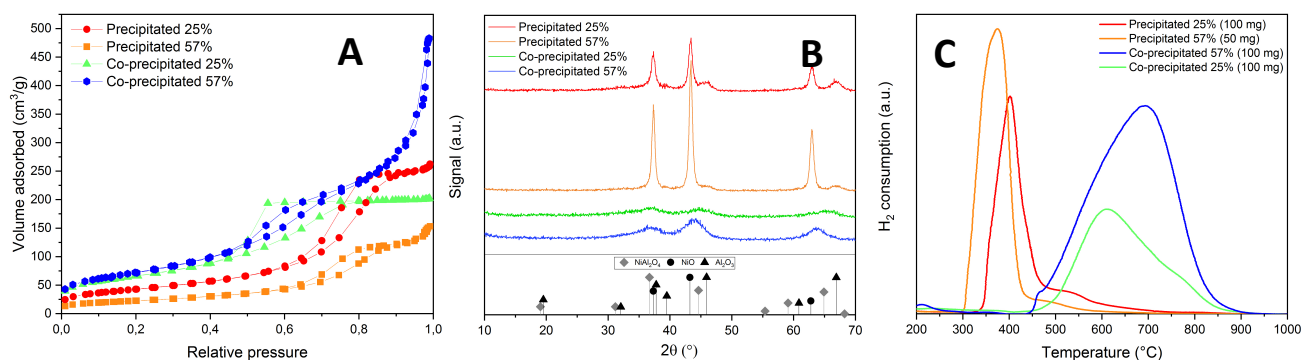 A
Precipitated 25%
Precipitated 57%
Co-precipitated 25%
Co-precipitated 57%
Volume adsorbed (cm³/g)
500
450
400
350
300
250
200
150
100
50
0
0,0 0,2 0,4 0,6 0,8 1,0
Relative pressure
B
Precipitated 25%
Precipitated 57%
Co-precipitated 25%
Co-precipitated 57%
Signal (a.u.)
NiAl₂O₄ NiO Al₂O₃
10 20 30 40 50 60 70
2θ (°)
C
Precipitated 25% (100 mg)
Precipitated 57% (50 mg)
Co-precipitated 57% (100 mg)
Co-precipitated 25% (100 mg)
H₂ consumption (a.u.)
200 300 400 500 600 700 800 900 1000
Temperature (°C)